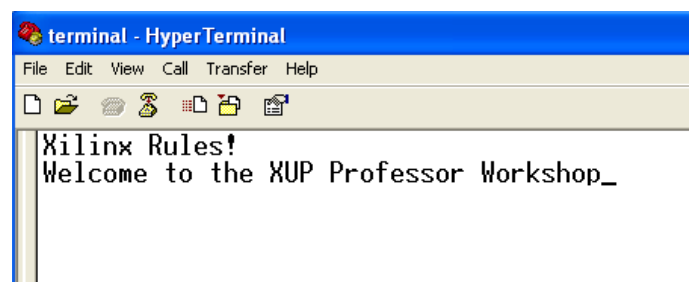 terminal - HyperTerminal
File Edit View Call Transfer Help
Xilinx Rules!
Welcome to the XUP Professor Workshop_